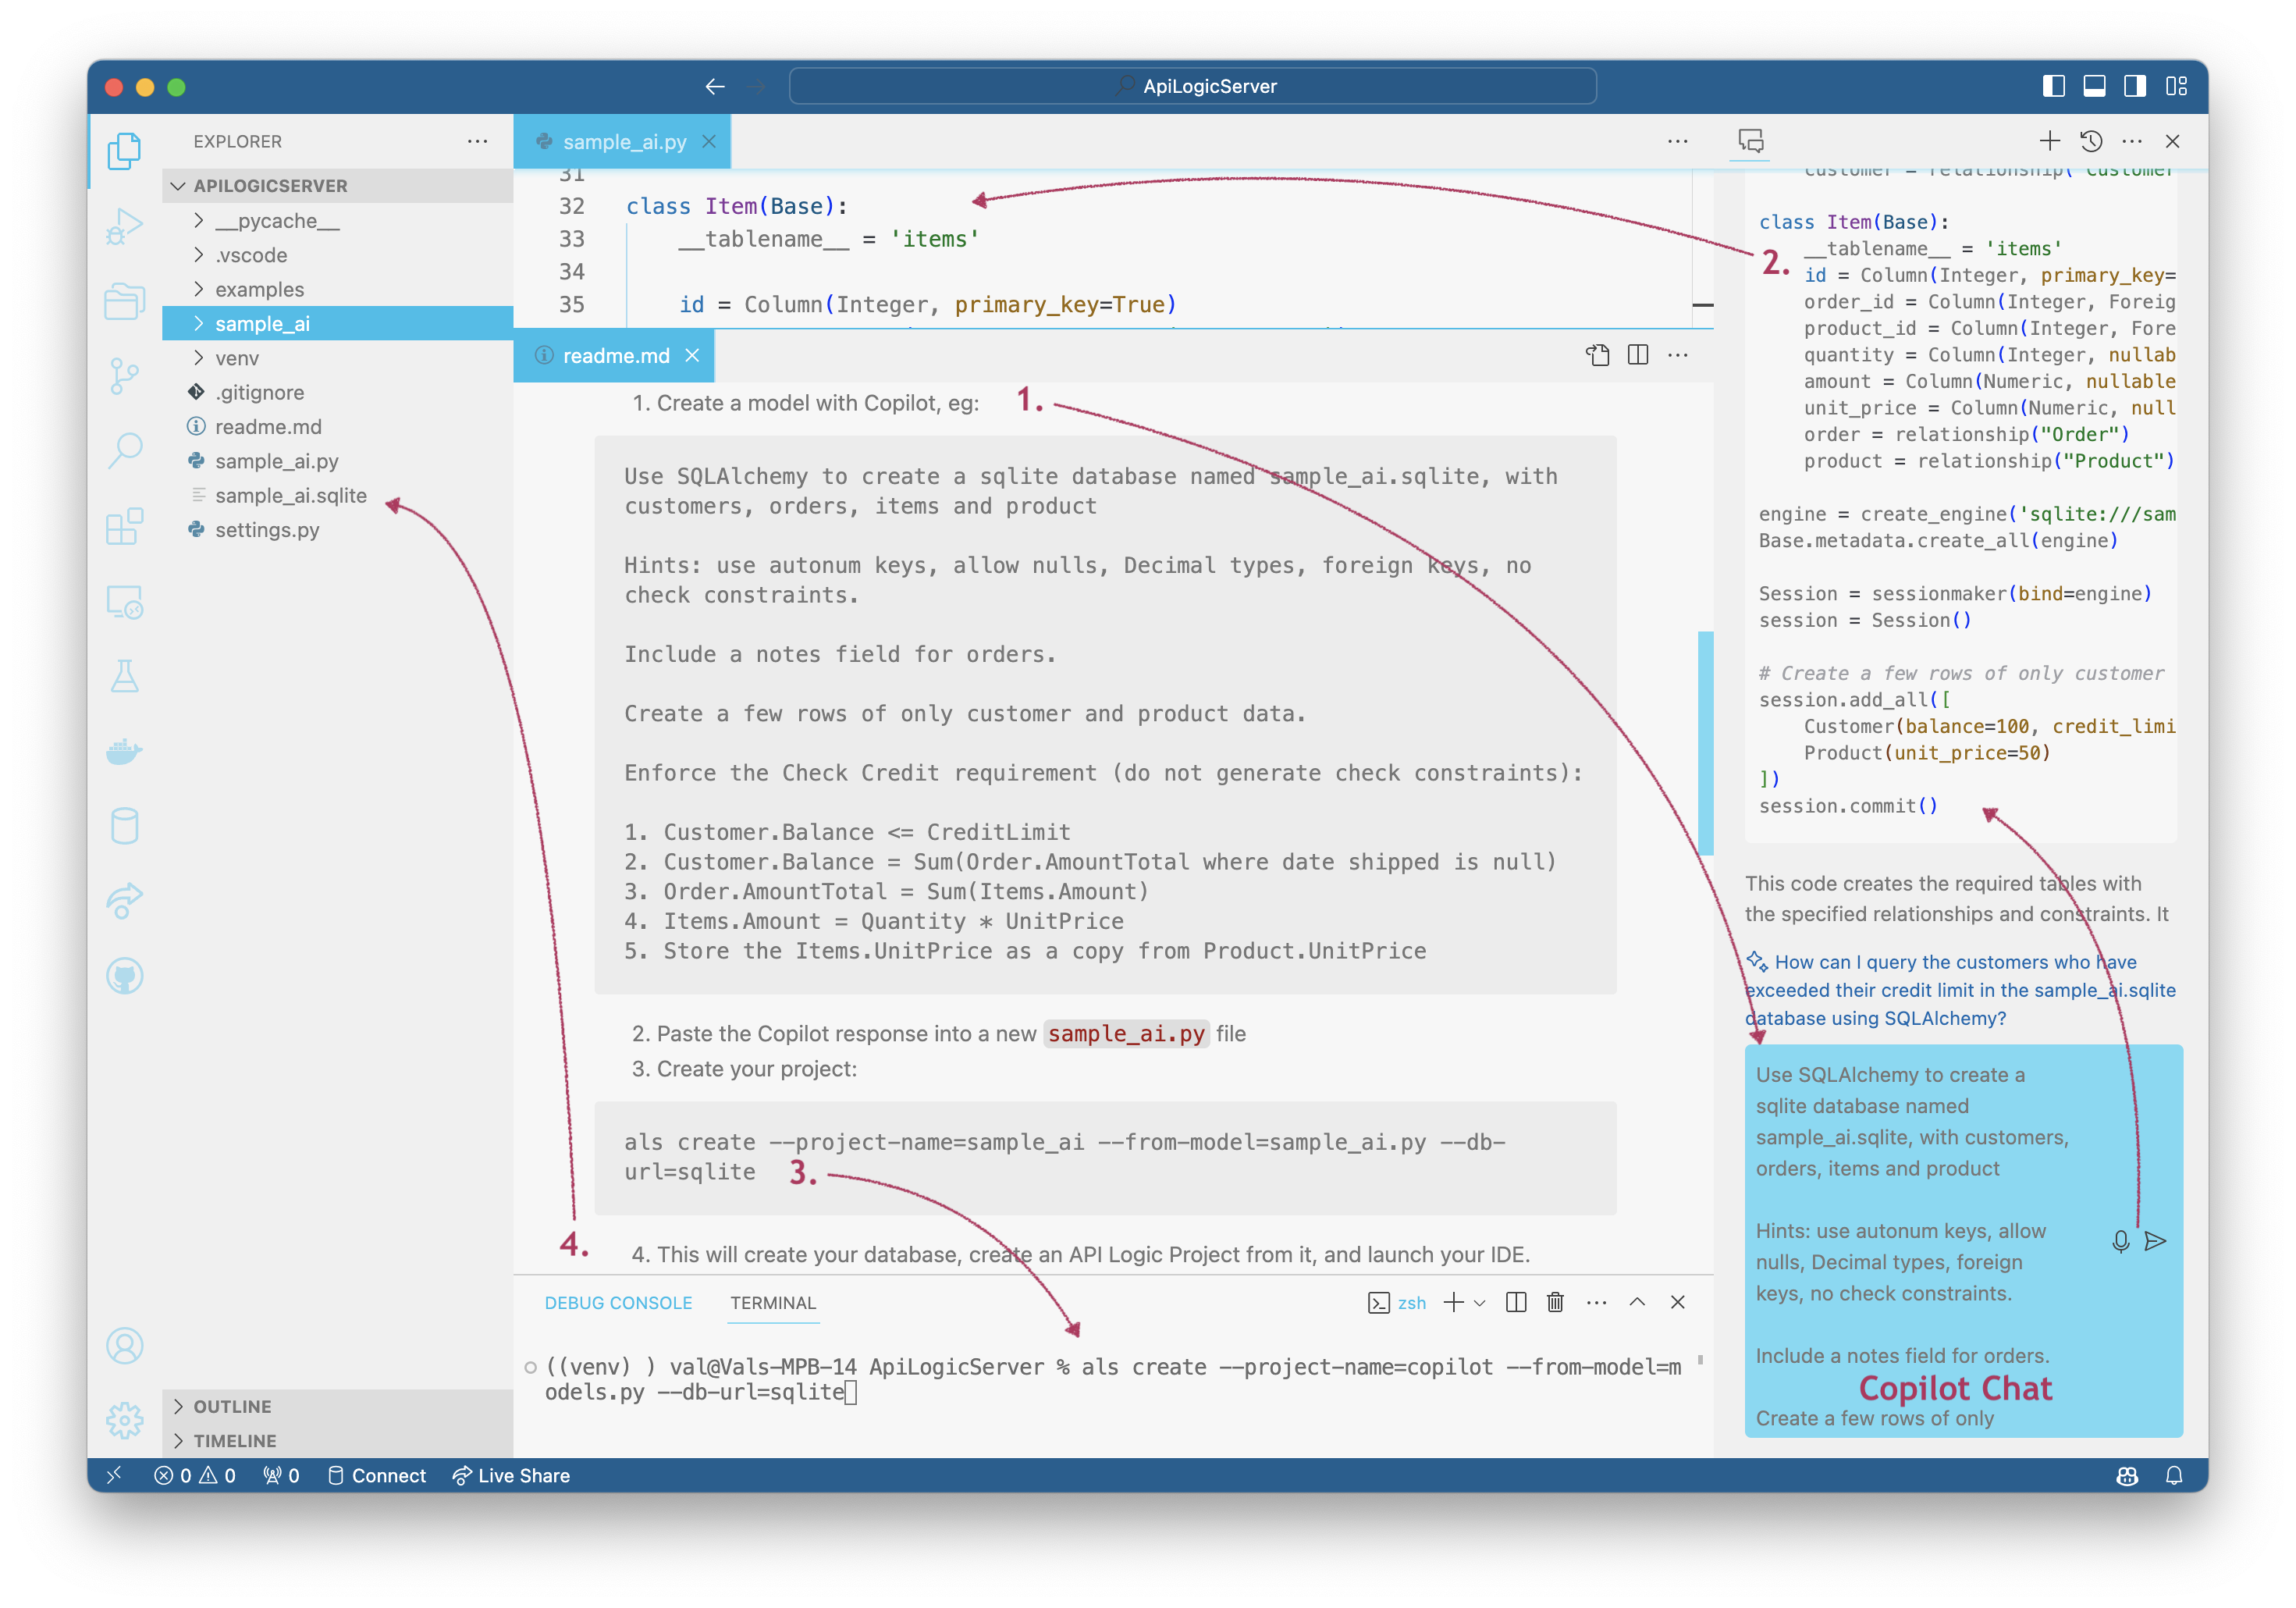 ApiLogicServer
EXPLORER
APILOGICSERVER
__pycache__
.vscode
examples
sample_ai
venv
.gitignore
readme.md
sample_ai.py
sample_ai.sqlite
settings.py
4.
OUTLINE
TIMELINE
sample_ai.py
31
32 class Item(Base):
33 __tablename__ = 'items'
34
35 id = Column(Integer, primary_key=True)
readme.md
1. Create a model with Copilot, eg: 1.
Use SQLAlchemy to create a sqlite database named sample_ai.sqlite, with
customers, orders, items and product
Hints: use autonum keys, allow nulls, Decimal types, foreign keys, no
check constraints.
Include a notes field for orders.
Create a few rows of only customer and product data.
Enforce the Check Credit requirement (do not generate check constraints):
1. Customer.Balance <= CreditLimit
2. Customer.Balance = Sum(Order.AmountTotal where date shipped is null)
3. Order.AmountTotal = Sum(Items.Amount)
4. Items.Amount = Quantity * UnitPrice
5. Store the Items.UnitPrice as a copy from Product.UnitPrice
2. Paste the Copilot response into a new sample_ai.py file
3. Create your project:
als create --project-name=sample_ai --from-model=sample_ai.py --db-
url=sqlite 3.
4. This will create your database, create an API Logic Project from it, and launch your IDE.
DEBUG CONSOLE TERMINAL zsh
((venv) ) val@Vals-MPB-14 ApiLogicServer % als create --project-name=copilot --from-model=m
odels.py --db-url=sqlite
customer = relationship("Customer
class Item(Base):
2. __tablename__ = 'items'
id = Column(Integer, primary_key=
order_id = Column(Integer, Foreig
product_id = Column(Integer, Fore
quantity = Column(Integer, nullab
amount = Column(Numeric, nullable
unit_price = Column(Numeric, null
order = relationship("Order")
product = relationship("Product")
engine = create_engine('sqlite:///sam
Base.metadata.create_all(engine)
Session = sessionmaker(bind=engine)
session = Session()
# Create a few rows of only customer
session.add_all([
Customer(balance=100, credit_limi
Product(unit_price=50)
])
session.commit()
This code creates the required tables with
the specified relationships and constraints. It
How can I query the customers who have
exceeded their credit limit in the sample_ai.sqlite
database using SQLAlchemy?
Use SQLAlchemy to create a
sqlite database named
sample_ai.sqlite, with customers,
orders, items and product
Hints: use autonum keys, allow
nulls, Decimal types, foreign
keys, no check constraints.
Include a notes field for orders.
Copilot Chat
Create a few rows of only
0 0 0 Connect Live Share